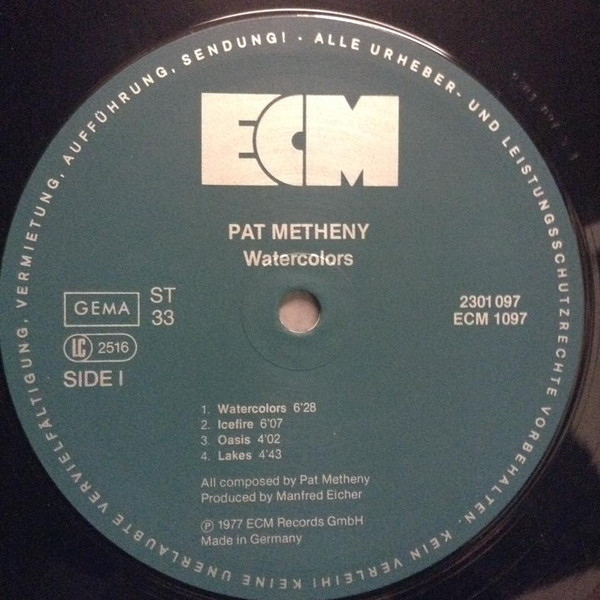 KEINE UNERLAUBTE VERVIELFÄLTIGUNG, VERMIETUNG, AUFFÜHRUNG, SENDUNG! · ALLE URHEBER- UND LEISTUNGSSCHUTZRECHTE VORBEHALTEN. KEIN VERLEIH!
ECM
PAT METHENY
Watercolors
GEMA
ST
33
LC 2516
SIDE I
2301 097
ECM 1097
1. Watercolors 6'28
2. Icefire 6'07
3. Oasis 4'02
4. Lakes 4'43
All composed by Pat Metheny
Produced by Manfred Eicher
℗ 1977 ECM Records GmbH
Made in Germany